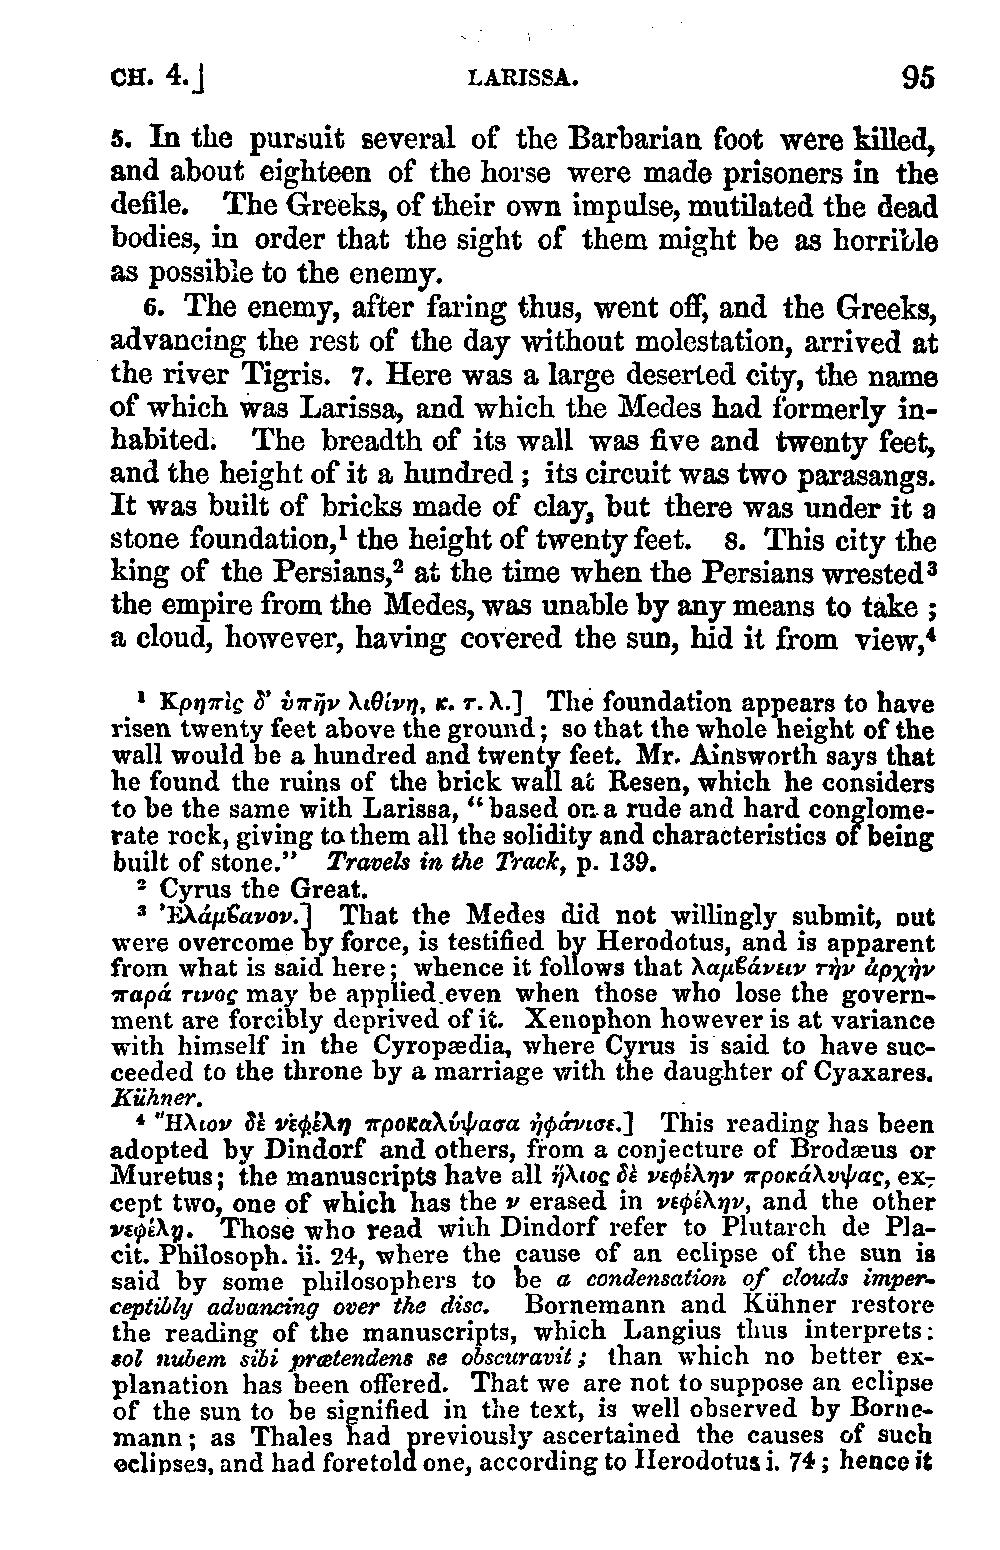 CH. 4.] LARISSA. 95
5. In the pursuit several of the Barbarian foot were killed,
and about eighteen of the horse were made prisoners in the
defile. The Greeks, of their own impulse, mutilated the dead
bodies, in order that the sight of them might be as horrible
as possible to the enemy.
6. The enemy, after faring thus, went off, and the Greeks,
advancing the rest of the day without molestation, arrived at
the river Tigris. 7. Here was a large deserted city, the name
of which was Larissa, and which the Medes had formerly in-
habited. The breadth of its wall was five and twenty feet,
and the height of it a hundred; its circuit was two parasangs.
It was built of bricks made of clay, but there was under it a
stone foundation,¹ the height of twenty feet. 8. This city the
king of the Persians,² at the time when the Persians wrested³
the empire from the Medes, was unable by any means to take;
a cloud, however, having covered the sun, hid it from view,⁴
¹ Κρηπὶς δ' ὑπῆν λιθίνη, κ. τ. λ.] The foundation appears to have
risen twenty feet above the ground; so that the whole height of the
wall would be a hundred and twenty feet. Mr. Ainsworth says that
he found the ruins of the brick wall at Resen, which he considers
to be the same with Larissa, "based on a rude and hard conglome-
rate rock, giving to them all the solidity and characteristics of being
built of stone." Travels in the Track, p. 139.
² Cyrus the Great.
³ 'Ελάμϐανον.] That the Medes did not willingly submit, but
were overcome by force, is testified by Herodotus, and is apparent
from what is said here; whence it follows that λαμϐάνειν τὴν ἀρχὴν
παρά τινος may be applied even when those who lose the govern-
ment are forcibly deprived of it. Xenophon however is at variance
with himself in the Cyropædia, where Cyrus is said to have suc-
ceeded to the throne by a marriage with the daughter of Cyaxares.
Kühner.
⁴ "Ηλιον δὲ νεφέλη προκαλύψασα ἠφάνισε.] This reading has been
adopted by Dindorf and others, from a conjecture of Brodæus or
Muretus; the manuscripts have all ἥλιος δὲ νεφέλην προκάλυψας, ex-
cept two, one of which has the ν erased in νεφέλην, and the other
νεφέλῃ. Those who read with Dindorf refer to Plutarch de Pla-
cit. Philosoph. ii. 24, where the cause of an eclipse of the sun is
said by some philosophers to be a condensation of clouds imper-
ceptibly advancing over the disc. Bornemann and Kühner restore
the reading of the manuscripts, which Langius thus interprets:
sol nubem sibi prætendens se obscuravit; than which no better ex-
planation has been offered. That we are not to suppose an eclipse
of the sun to be signified in the text, is well observed by Borne-
mann; as Thales had previously ascertained the causes of such
eclipses, and had foretold one, according to Herodotus i. 74; hence it